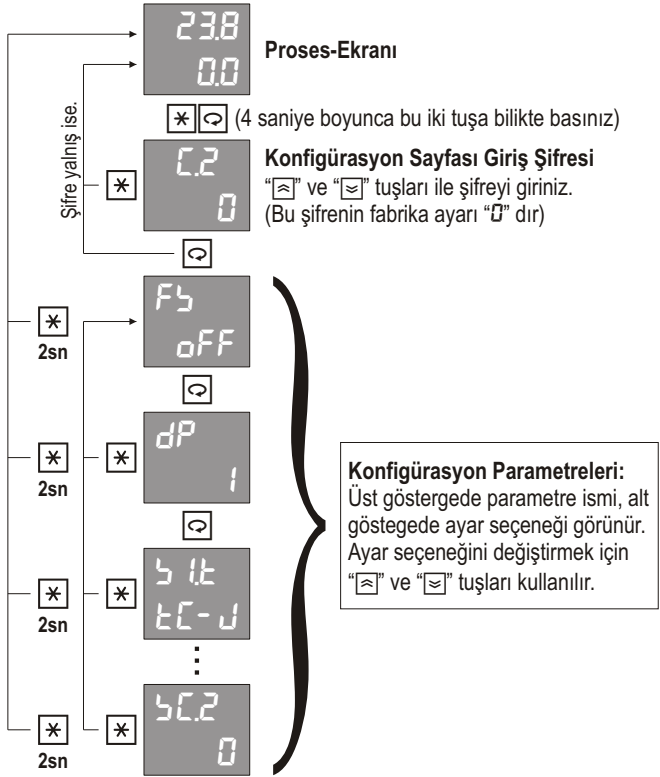 23.8
0.0
Proses-Ekranı
(4 saniye boyunca bu iki tuşa bilikte basınız)
Şifre yalnış ise.
C.2
0
Konfigürasyon Sayfası Giriş Şifresi
“ ” ve “ ” tuşları ile şifreyi giriniz.
(Bu şifrenin fabrika ayarı “0” dır)
FS
oFF
2sn
dP
1
2sn
Konfigürasyon Parametreleri:
Üst göstergede parametre ismi, alt
göstegede ayar seçeneği görünür.
Ayar seçeneğini değiştirmek için
“ ” ve “ ” tuşları kullanılır.
S1.t
tC-J
2sn
SC.2
0
2sn